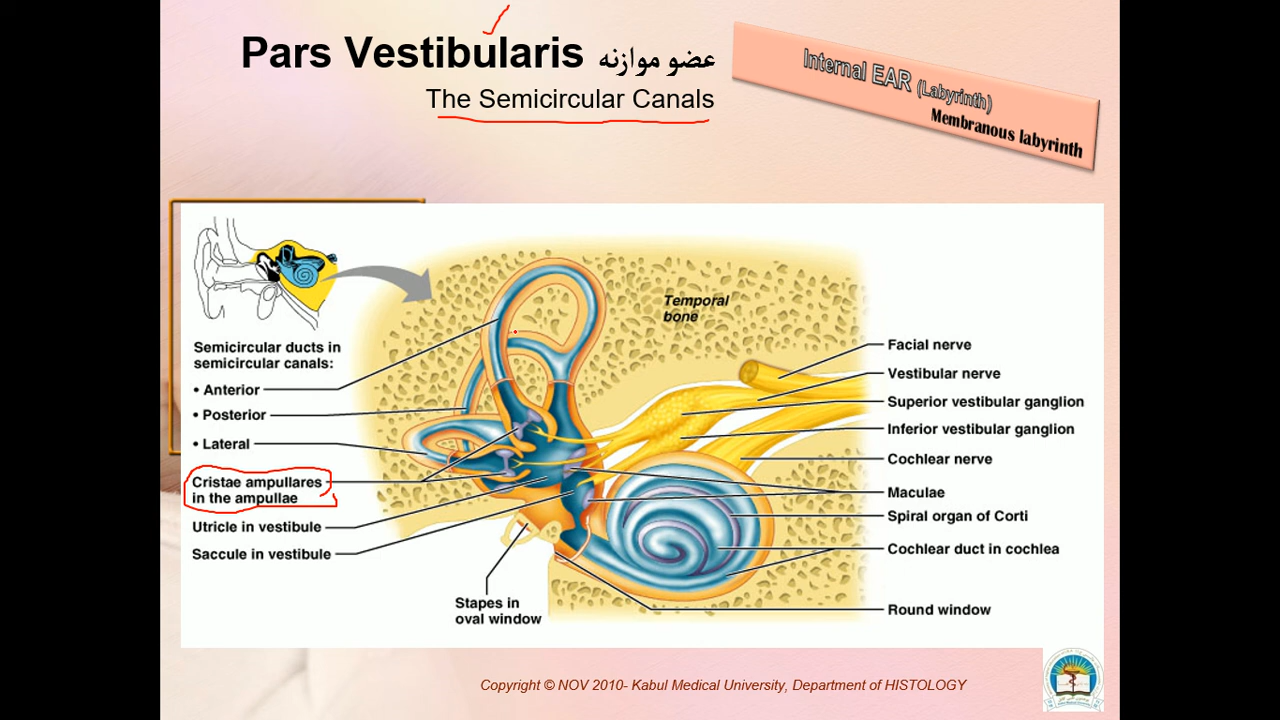 Pars Vestibularis عضو موازنه
The Semicircular Canals
Internal EAR (Labyrinth)
Membranous labyrinth
Temporal
bone
Semicircular ducts in
semicircular canals:
• Anterior
• Posterior
• Lateral
Cristae ampullares
in the ampullae
Utricle in vestibule
Saccule in vestibule
Stapes in
oval window
Facial nerve
Vestibular nerve
Superior vestibular ganglion
Inferior vestibular ganglion
Cochlear nerve
Maculae
Spiral organ of Corti
Cochlear duct in cochlea
Round window
Copyright © NOV 2010- Kabul Medical University, Department of HISTOLOGY